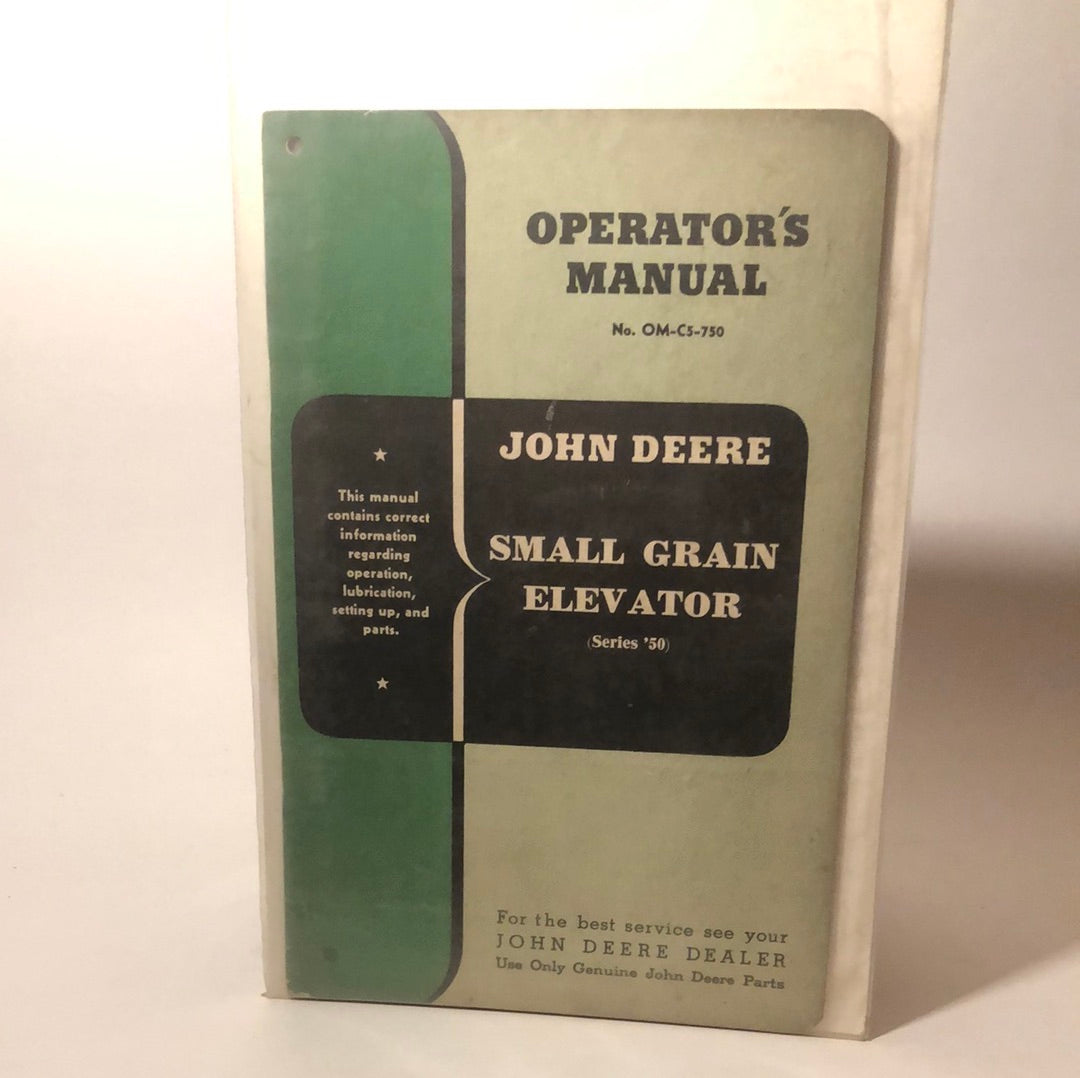 OPERATOR'S
MANUAL
No. OM-C5-750
JOHN DEERE
SMALL GRAIN
ELEVATOR
(Series '50)
This manual
contains correct
information
regarding
operation,
lubrication,
setting up, and
parts.
For the best service see your
JOHN DEERE DEALER
Use Only Genuine John Deere Parts